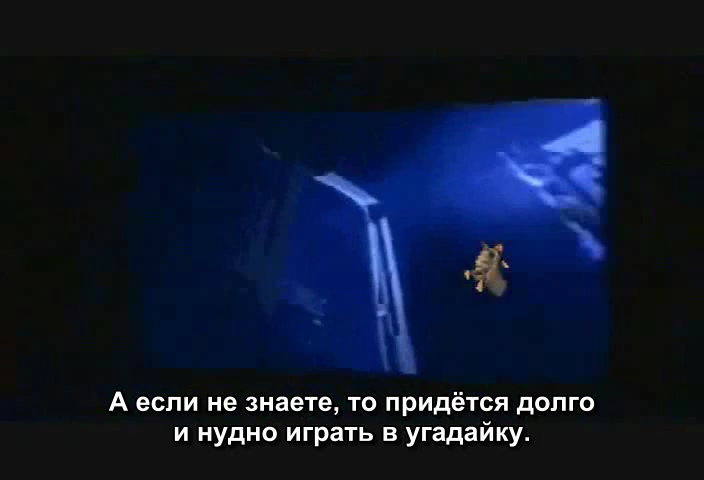 А если не знаете, то придётся долго
и нудно играть в угадайку.